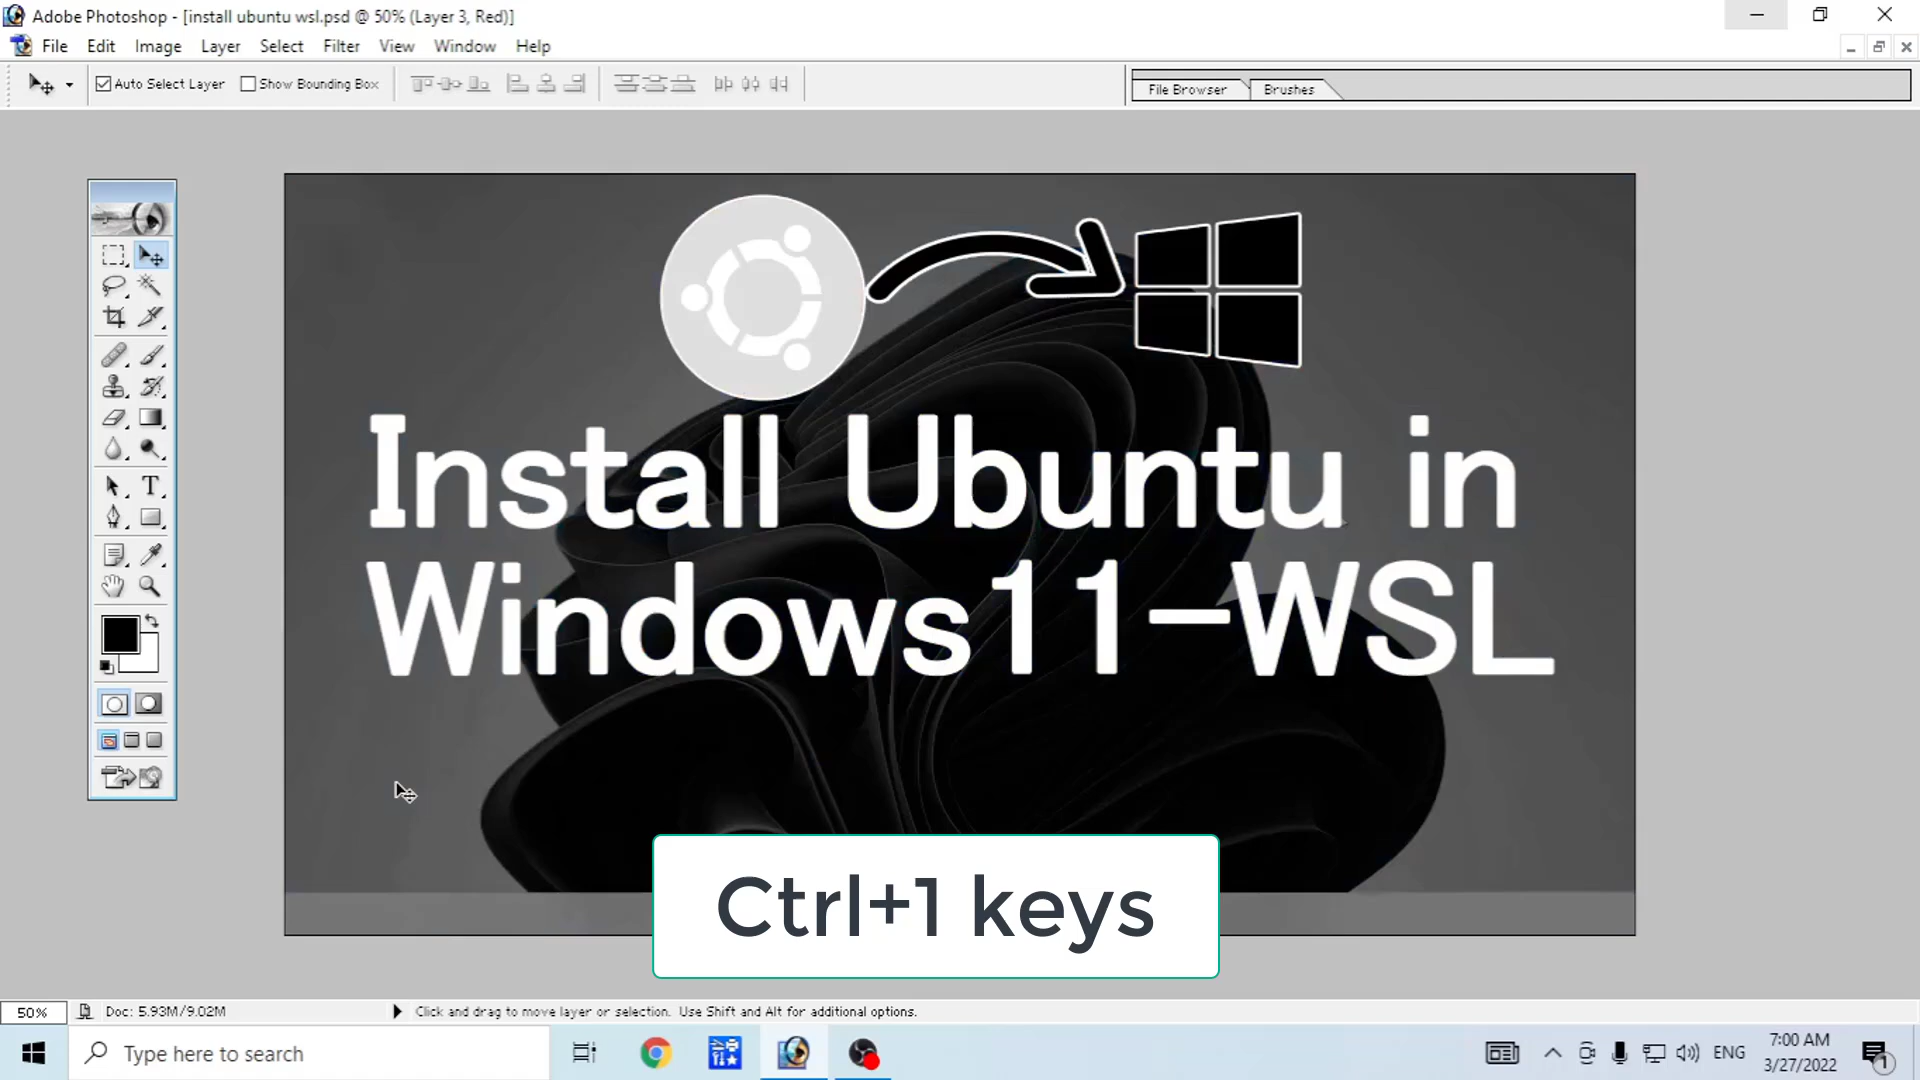 Adobe Photoshop - [install ubuntu wsl.psd @ 50% (Layer 3, Red)]
File Edit Image Layer Select Filter View Window Help
Auto Select Layer Show Bounding Box File Browser Brushes
Install Ubuntu in
Windows11-WSL
Ctrl+1 keys
50% Doc: 5.93M/9.02M Click and drag to move layer or selection. Use Shift and Alt for additional options.
Type here to search ENG 7:00 AM
3/27/2022 1